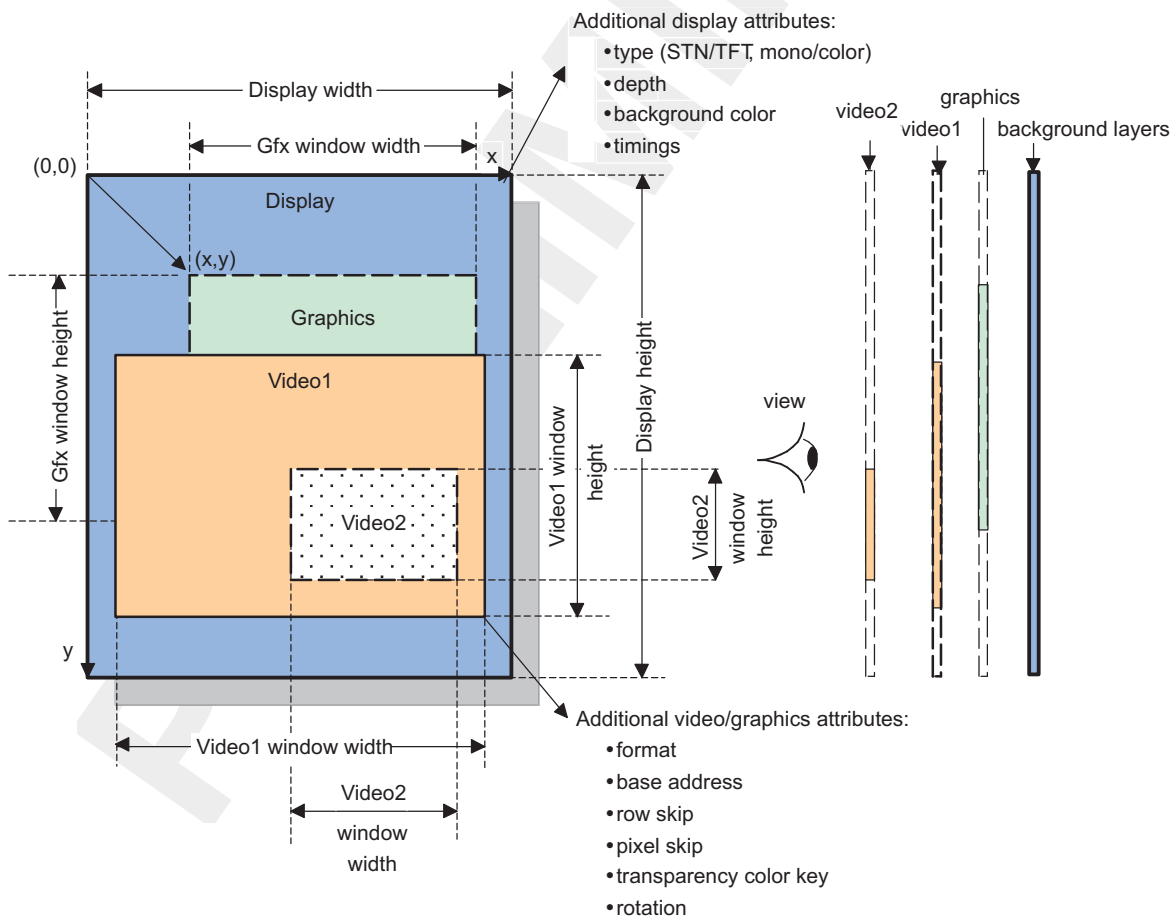 Additional display attributes:
•type (STN/TFT, mono/color)
•depth
•background color
•timings
Display width
Gfx window width
x
(0,0)
Display
(x,y)
Graphics
Gfx window height
Video1
Video2
Video1 window
height
Display height
Video2
window
height
y
Video1 window width
Video2
window
width
view
video2
video1
graphics
background layers
Additional video/graphics attributes:
•format
•base address
•row skip
•pixel skip
•transparency color key
•rotation